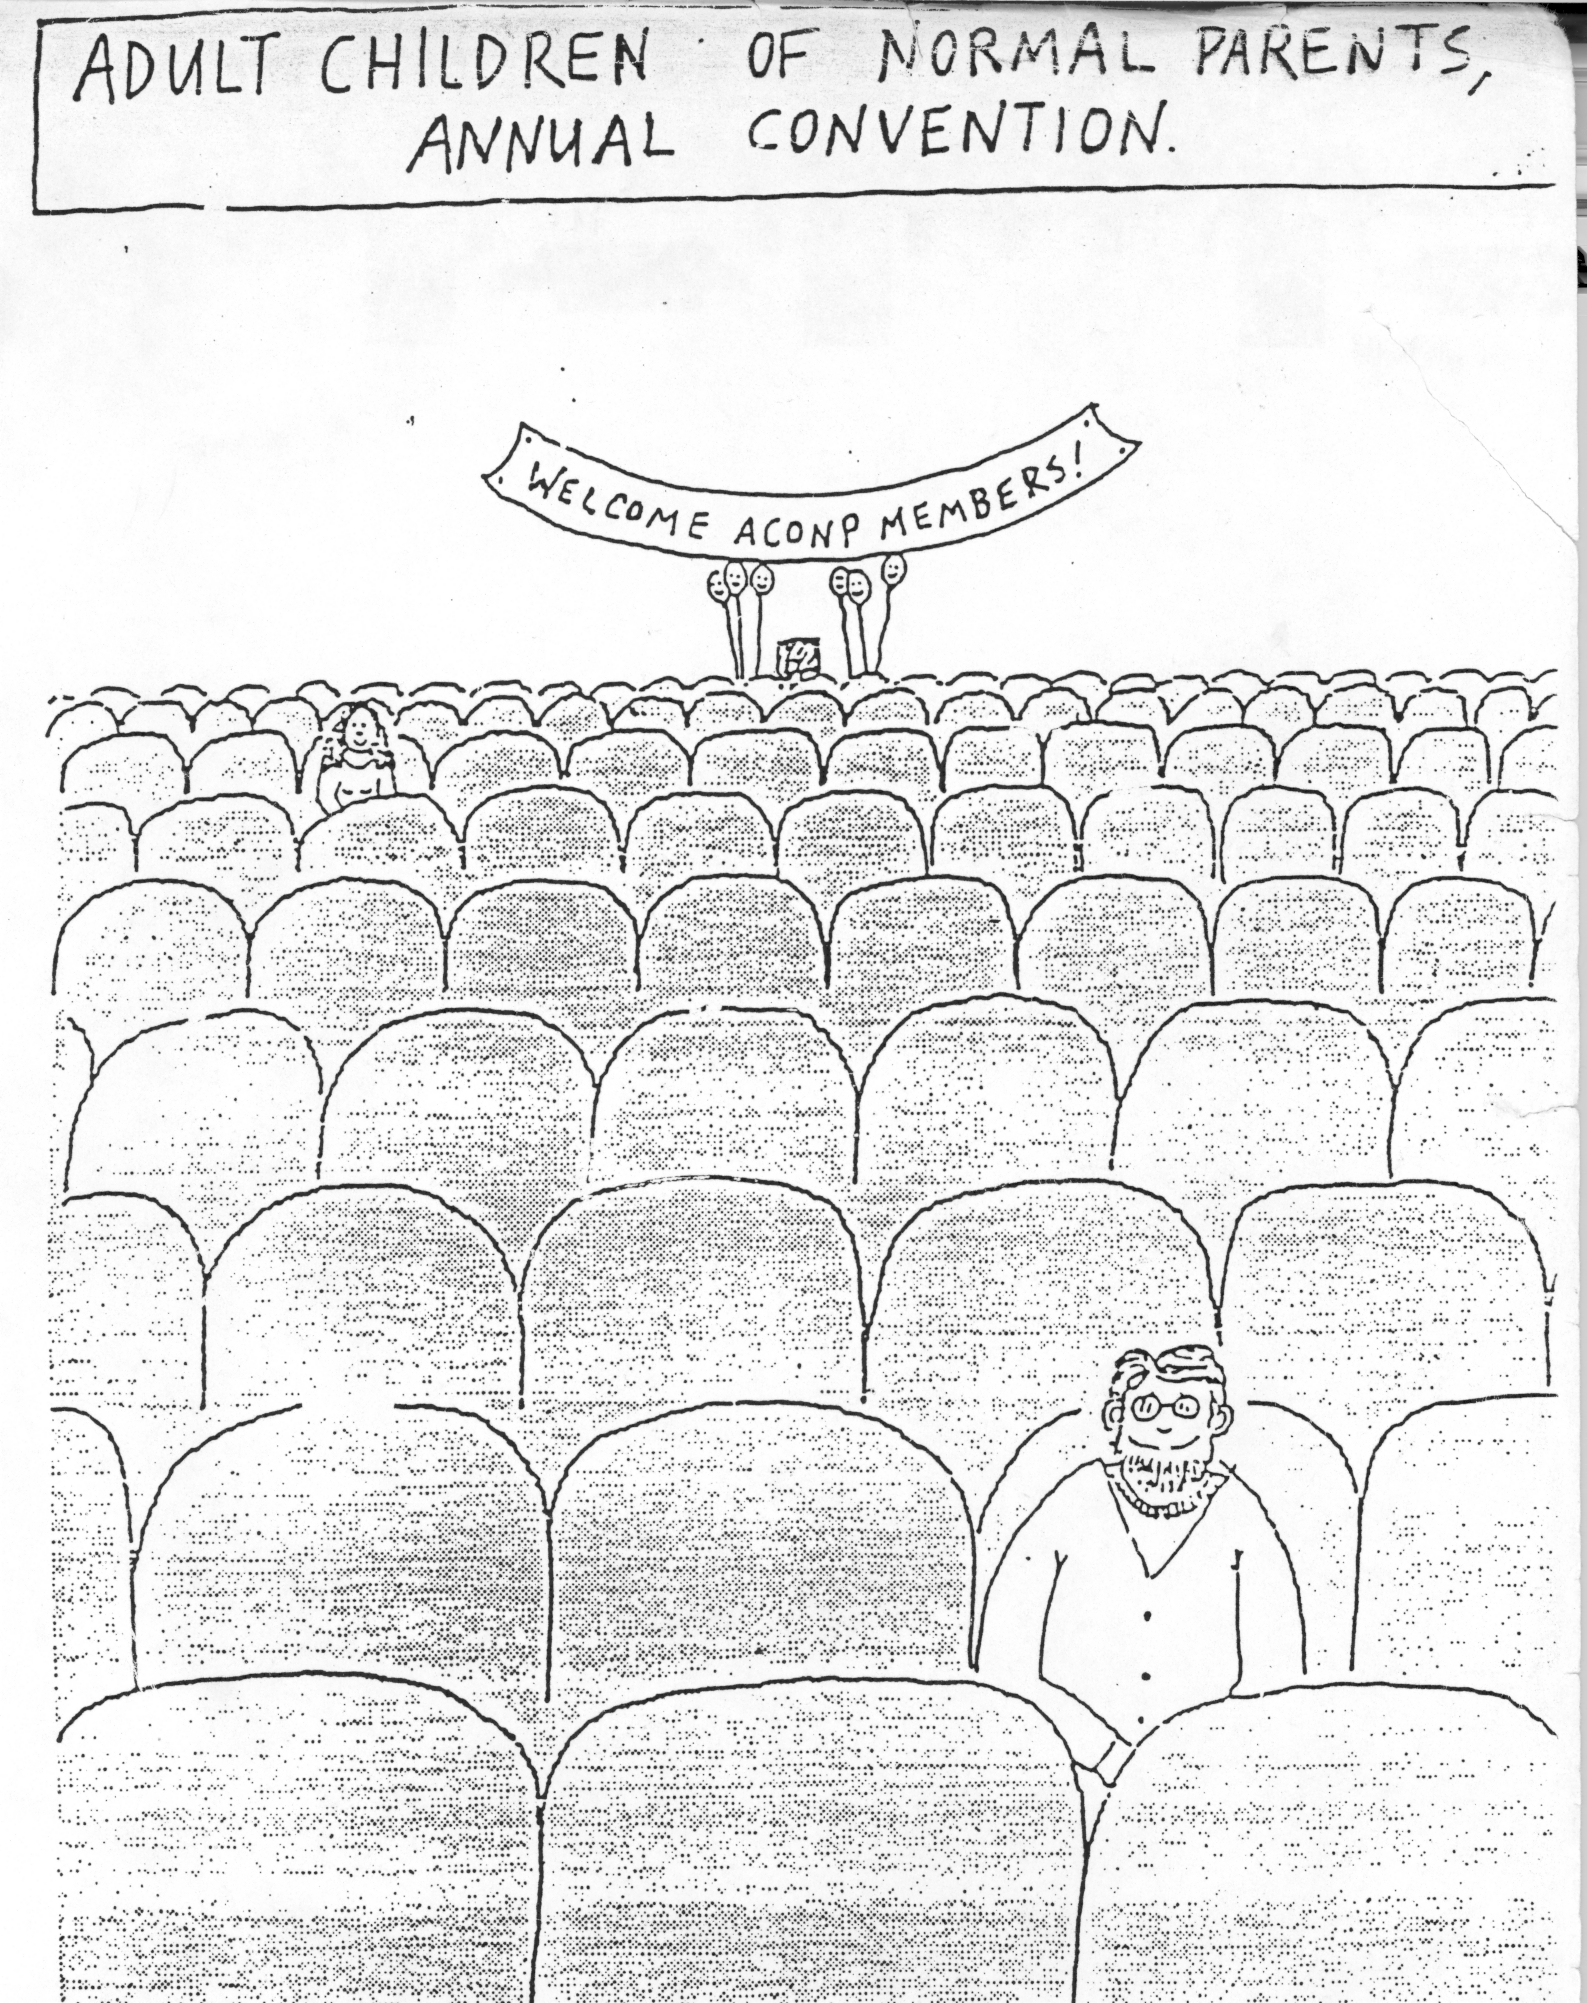 ADULT CHILDREN OF NORMAL PARENTS,
ANNUAL CONVENTION.
WELCOME ACONP MEMBERS!